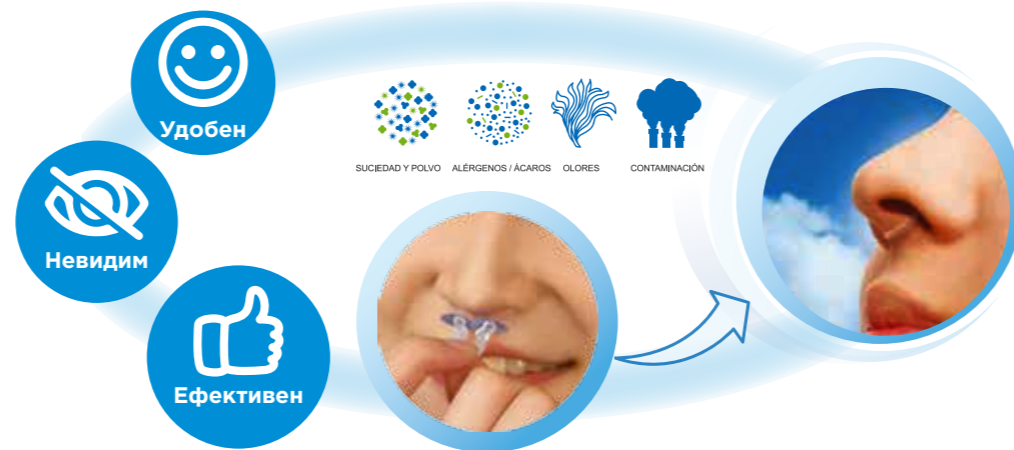 Удобен
SUCIEDAD Y POLVO ALÉRGENOS / ÁCAROS OLORES CONTAMINACIÓN
Невидим
Ефективен